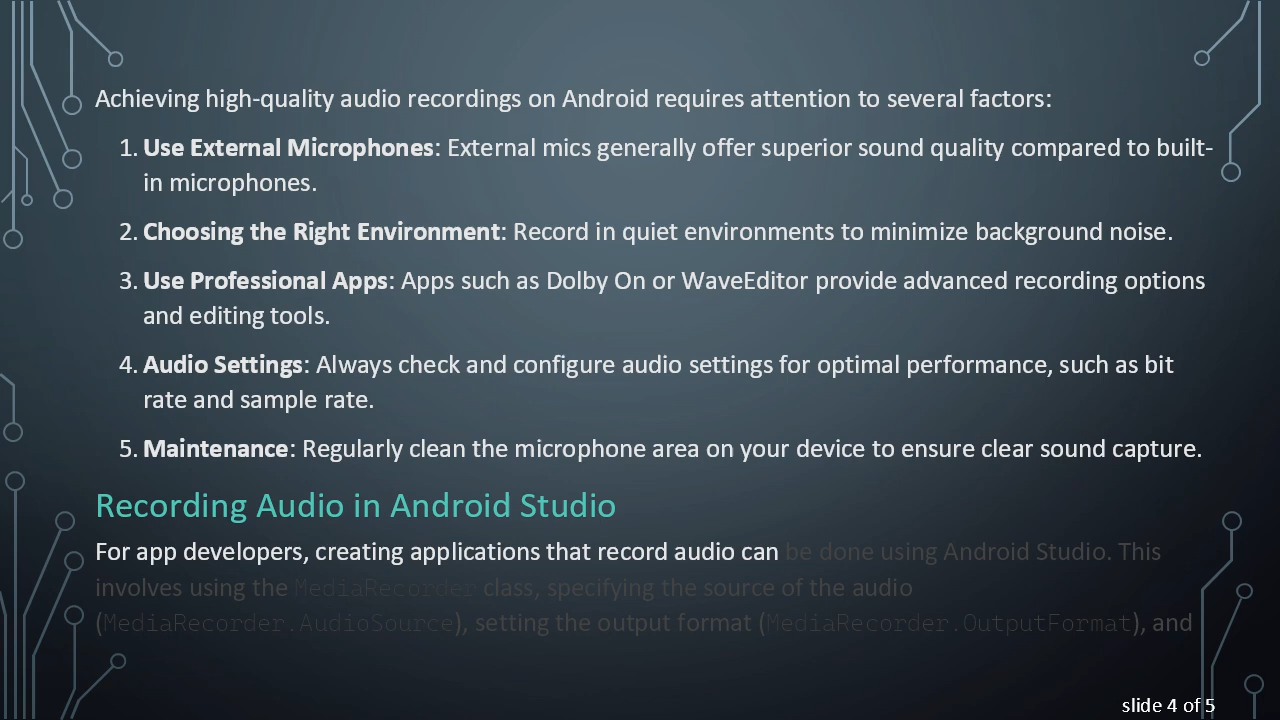 Achieving high-quality audio recordings on Android requires attention to several factors:
1. Use External Microphones: External mics generally offer superior sound quality compared to built-
in microphones.
2. Choosing the Right Environment: Record in quiet environments to minimize background noise.
3. Use Professional Apps: Apps such as Dolby On or WaveEditor provide advanced recording options
and editing tools.
4. Audio Settings: Always check and configure audio settings for optimal performance, such as bit
rate and sample rate.
5. Maintenance: Regularly clean the microphone area on your device to ensure clear sound capture.
Recording Audio in Android Studio
For app developers, creating applications that record audio can be done using Android Studio. This
involves using the MediaRecorder class, specifying the source of the audio
(MediaRecorder.AudioSource), setting the output format (MediaRecorder.OutputFormat), and
slide 4 of 5